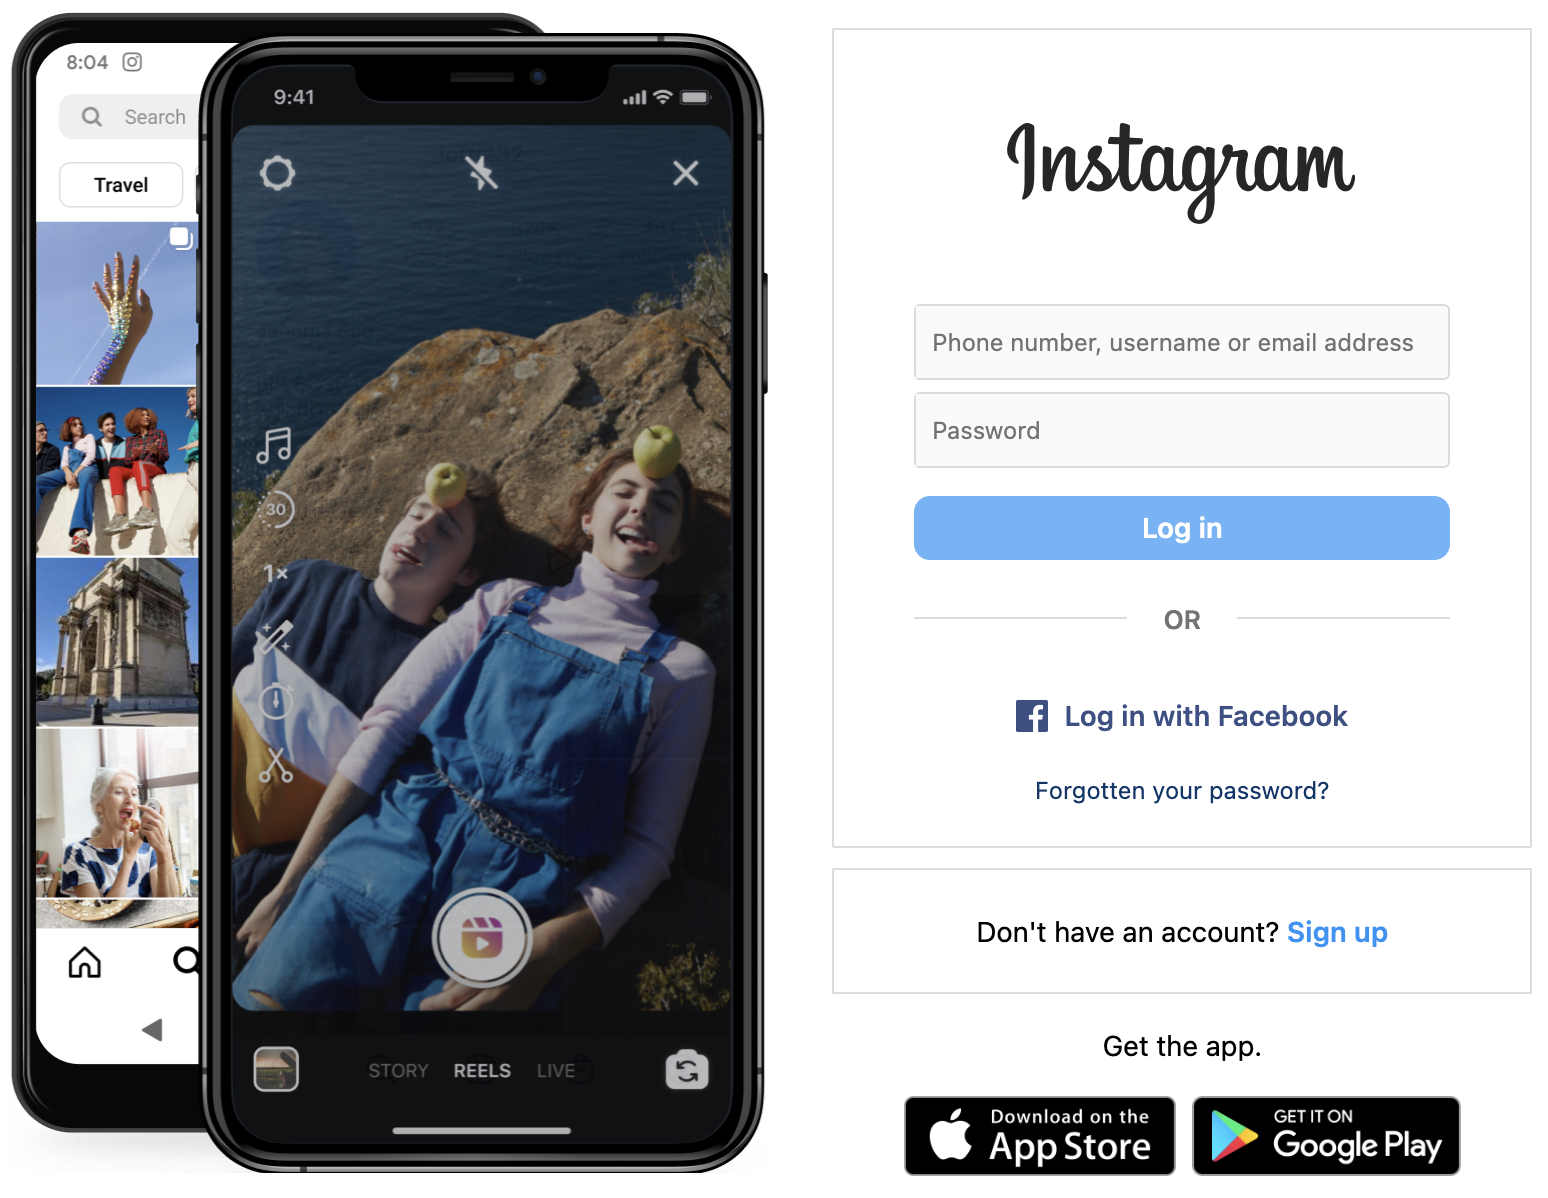 8:04
Search
Travel
9:41
30
1×
STORY REELS LIVE
Instagram
Phone number, username or email address
Password
Log in
OR
Log in with Facebook
Forgotten your password?
Don't have an account? Sign up
Get the app.
Download on the
App Store
GET IT ON
Google Play